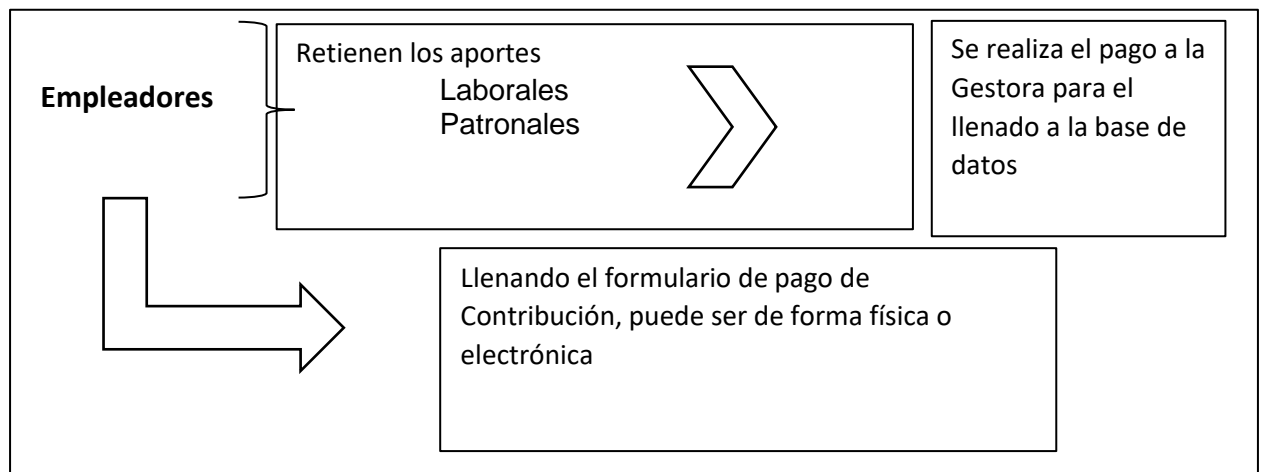 Empleadores
Retienen los aportes
Laborales
Patronales
Se realiza el pago a la
Gestora para el
llenado a la base de
datos
Llenando el formulario de pago de
Contribución, puede ser de forma física o
electrónica